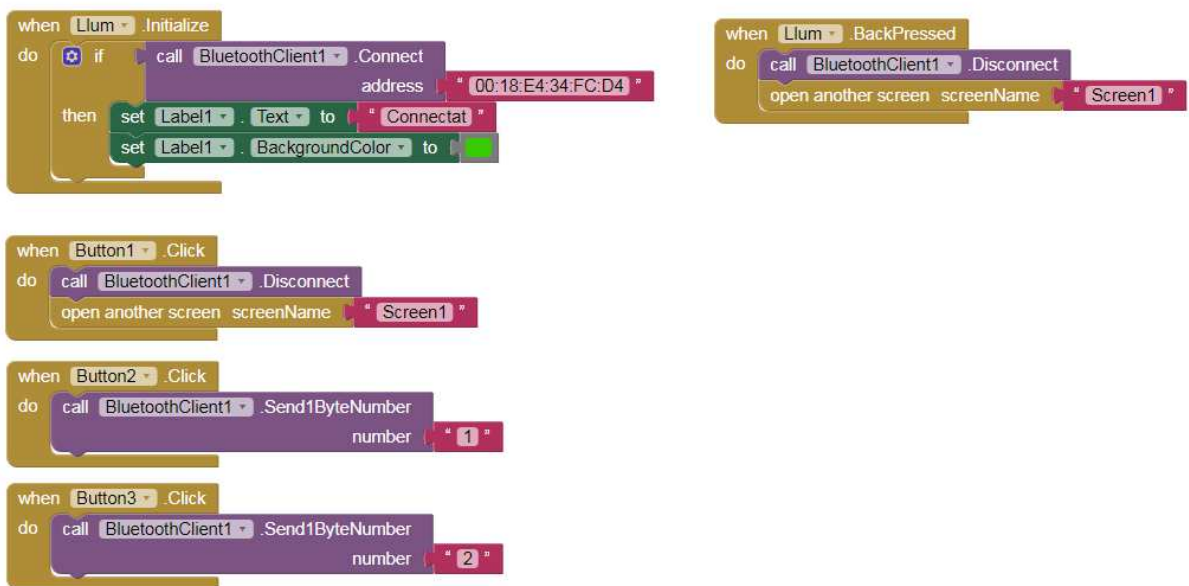 when Llum .Initialize
do if call BluetoothClient1 .Connect
address " 00:18:E4:34:FC:D4 "
then set Label1 . Text to " Connectat "
set Label1 . BackgroundColor to
when Llum .BackPressed
do call BluetoothClient1 .Disconnect
open another screen screenName " Screen1 "
when Button1 .Click
do call BluetoothClient1 .Disconnect
open another screen screenName " Screen1 "
when Button2 .Click
do call BluetoothClient1 .Send1ByteNumber
number " 1 "
when Button3 .Click
do call BluetoothClient1 .Send1ByteNumber
number " 2 "